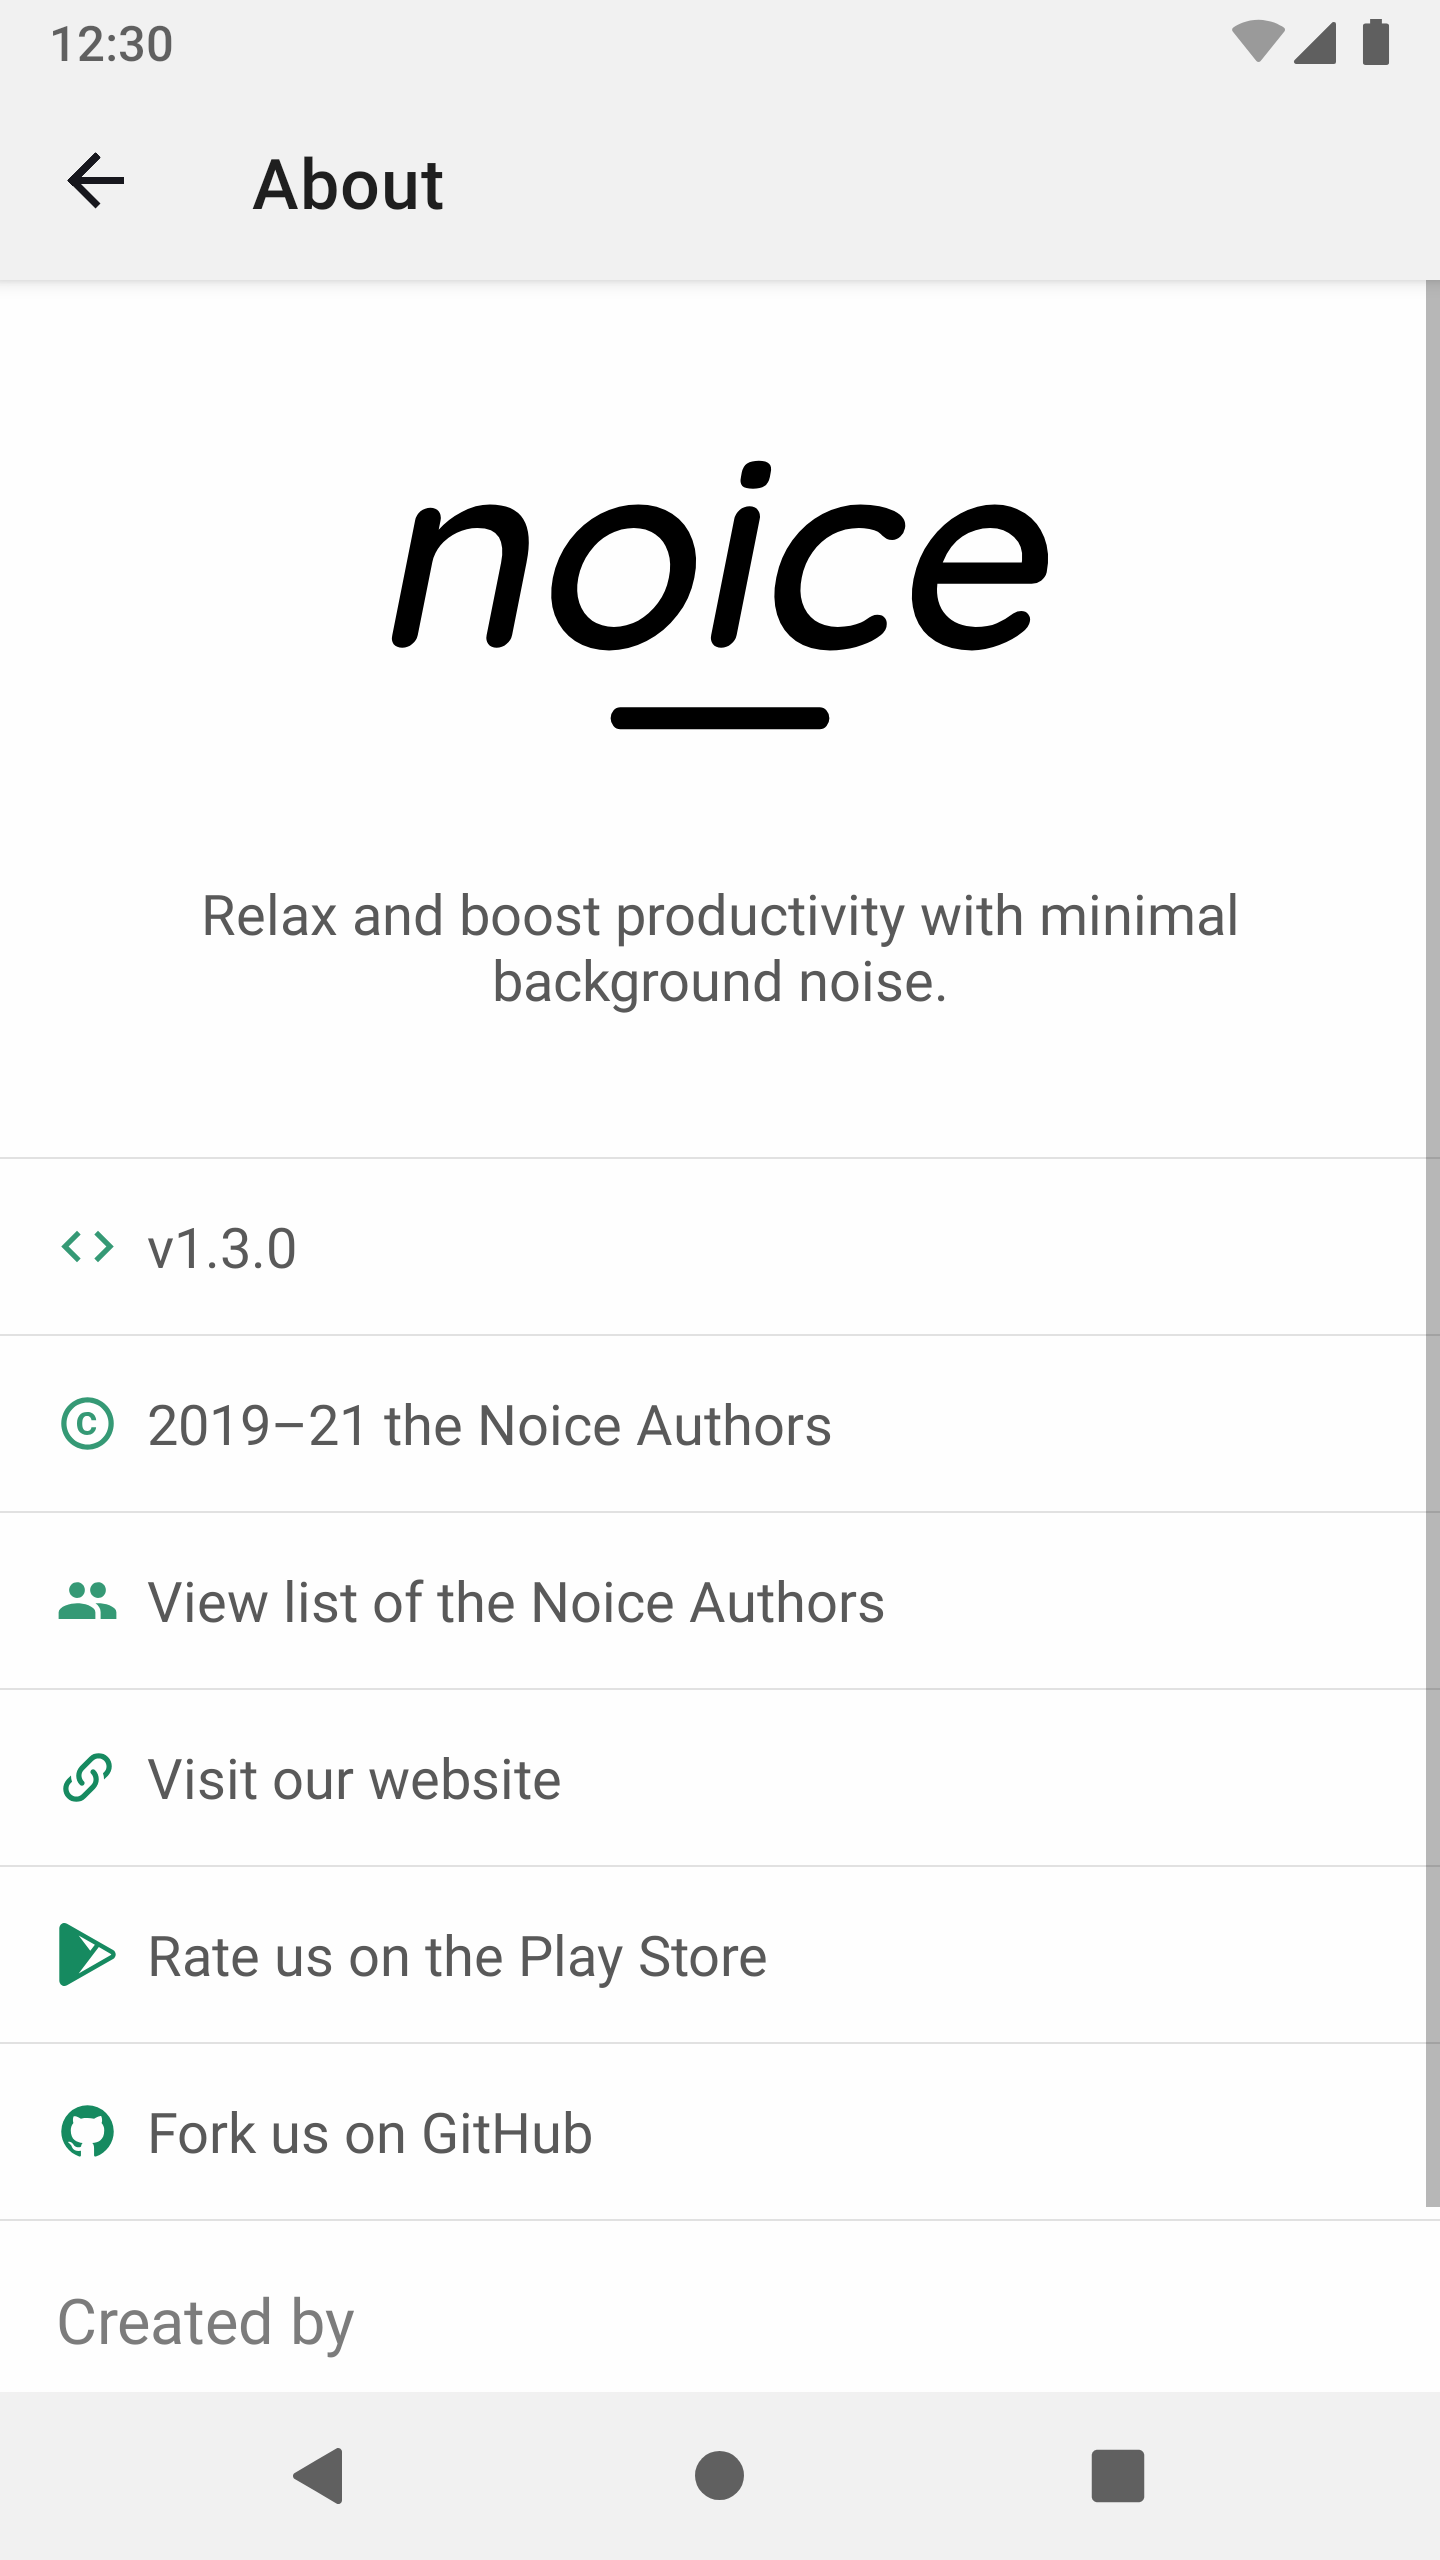 12:30
About
noice
Relax and boost productivity with minimal
background noise.
v1.3.0
2019–21 the Noice Authors
View list of the Noice Authors
Visit our website
Rate us on the Play Store
Fork us on GitHub
Created by